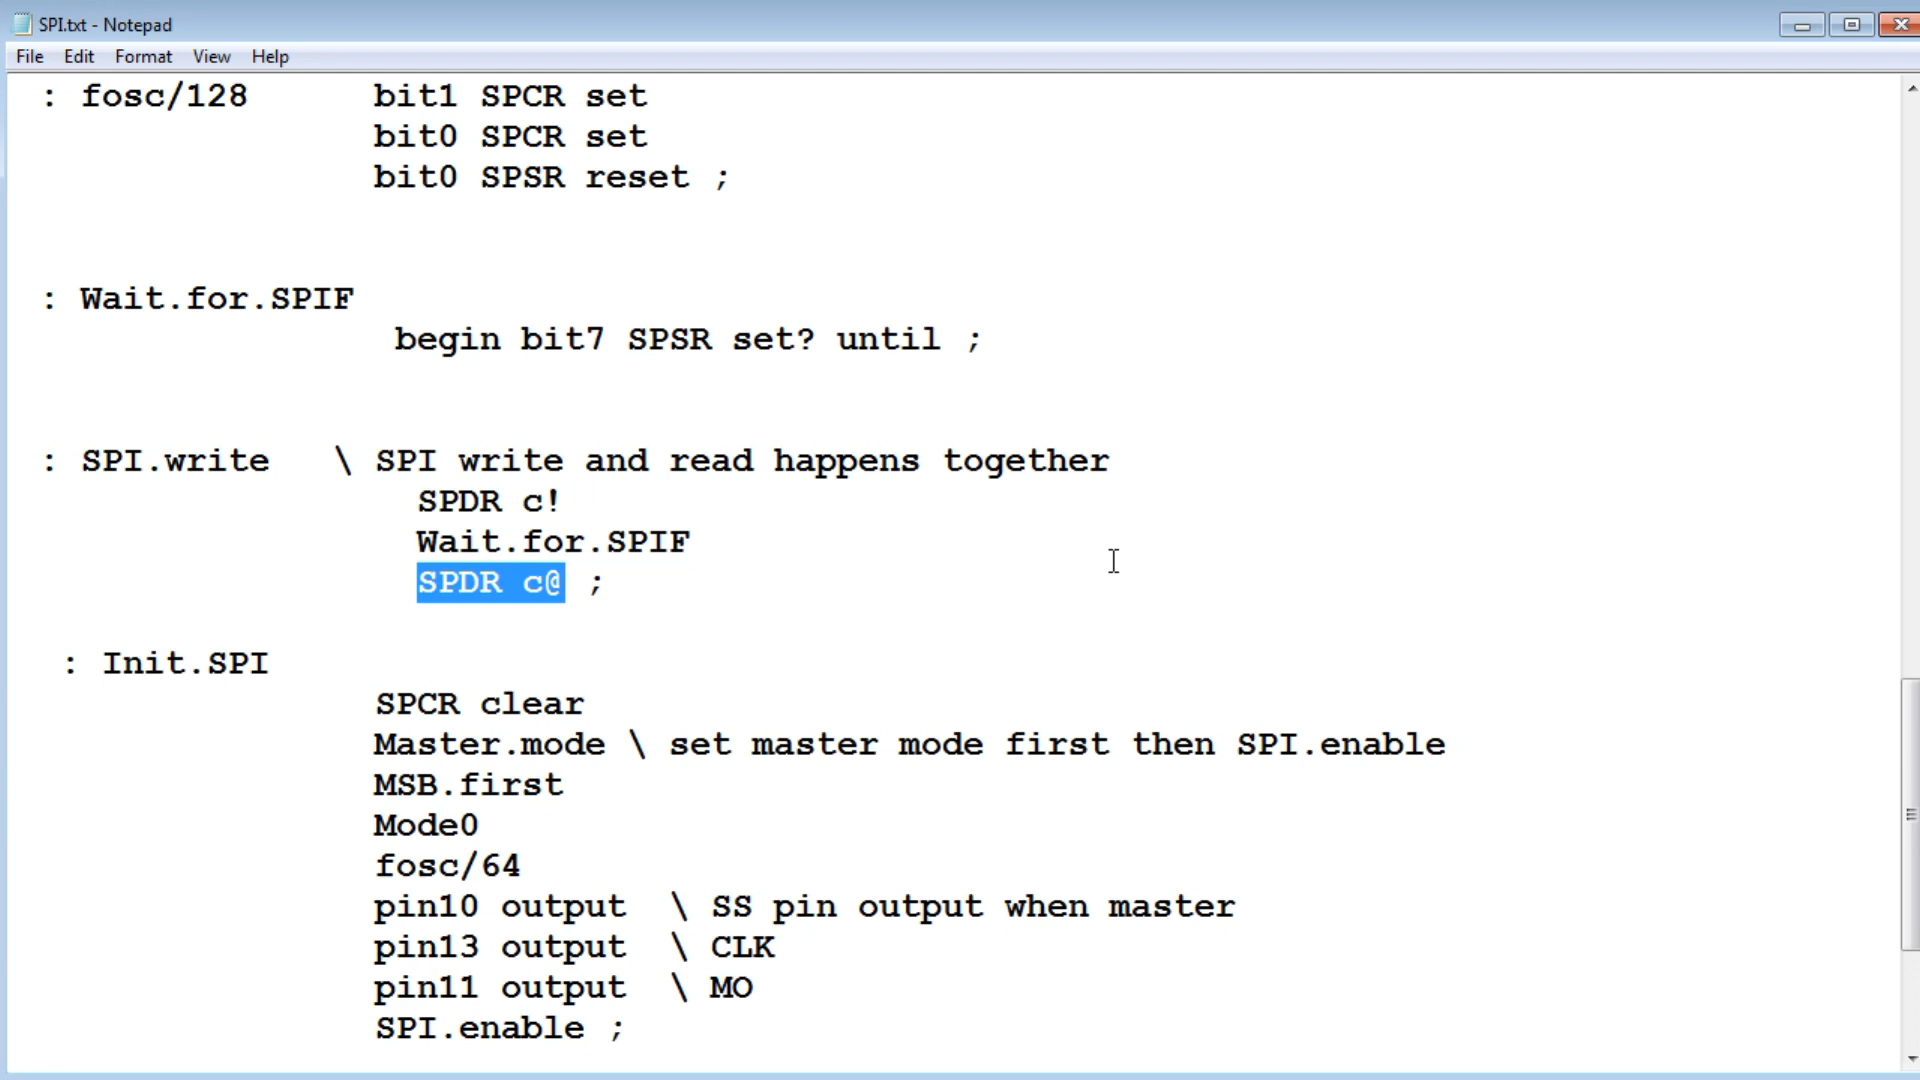 SPI.txt - Notepad
File Edit Format View Help
: fosc/128 bit1 SPCR set
bit0 SPCR set
bit0 SPSR reset ;
: Wait.for.SPIF
begin bit7 SPSR set? until ;
: SPI.write \ SPI write and read happens together
SPDR c!
Wait.for.SPIF
SPDR c@ ;
: Init.SPI
SPCR clear
Master.mode \ set master mode first then SPI.enable
MSB.first
Mode0
fosc/64
pin10 output \ SS pin output when master
pin13 output \ CLK
pin11 output \ MO
SPI.enable ;